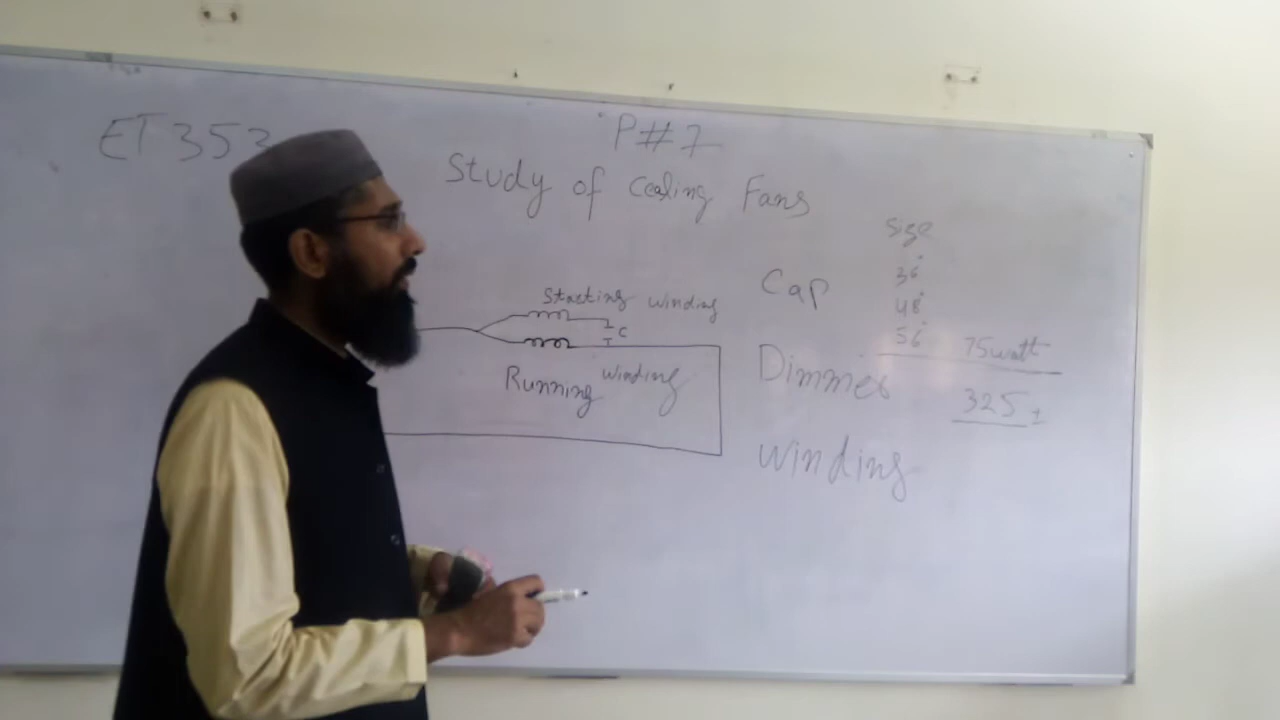 ET 353
P#7
Study of Cealing Fans
Size
36"
48"
56"
75watt
325
Cap
Dimmer
Winding
Starting Winding
C
Running Winding